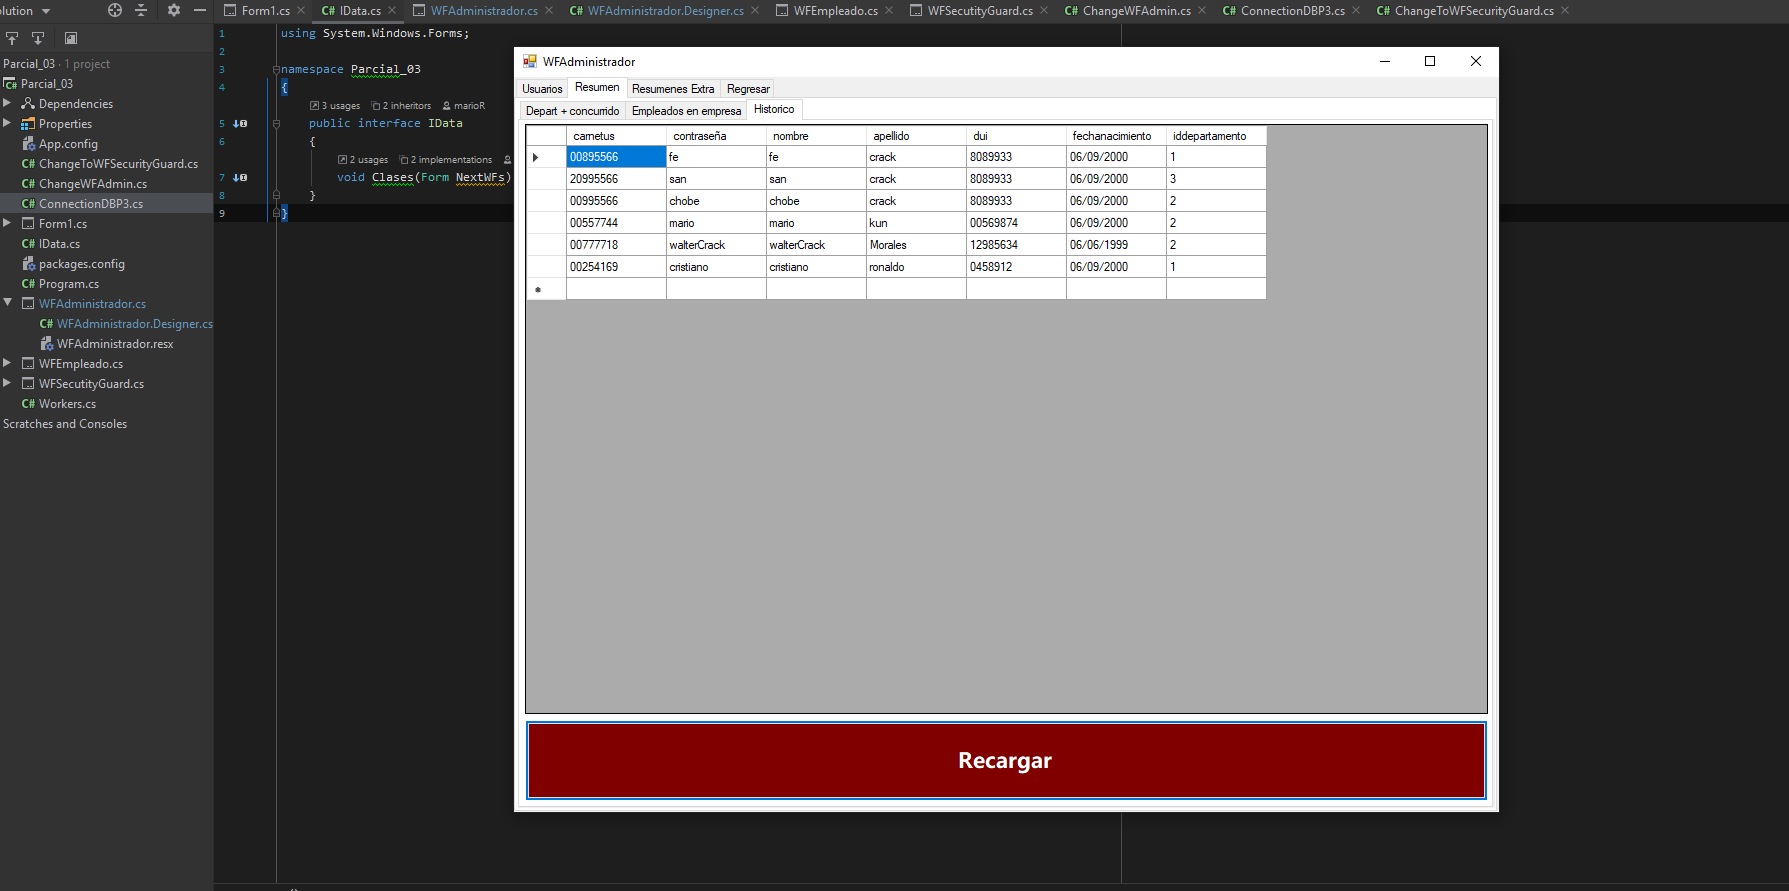 olution
Form1.cs
IData.cs
WFAdministrador.cs
WFAdministrador.Designer.cs
WFEmpleado.cs
WFSecutityGuard.cs
ChangeWFAdmin.cs
ConnectionDBP3.cs
ChangeToWFSecurityGuard.cs
Parcial_03 · 1 project
Parcial_03
Dependencies
Properties
App.config
C# ChangeToWFSecurityGuard.cs
C# ChangeWFAdmin.cs
C# ConnectionDBP3.cs
Form1.cs
C# IData.cs
packages.config
C# Program.cs
WFAdministrador.cs
C# WFAdministrador.Designer.cs
WFAdministrador.resx
WFEmpleado.cs
WFSecutityGuard.cs
C# Workers.cs
Scratches and Consoles
1 using System.Windows.Forms;
2
3 namespace Parcial_03
4 {
3 usages 2 inheritors marioR
5 public interface IData
6 {
2 usages 2 implementations
7 void Clases(Form NextWFs)
8 }
9 }
WFAdministrador
Usuarios Resumen Resumenes Extra Regresar
Depart + concurrido Empleados en empresa Historico
carnetus contraseña nombre apellido dui fechanacimiento iddepartamento
00895566 fe fe crack 8089933 06/09/2000 1
20995566 san san crack 8089933 06/09/2000 3
00995566 chobe chobe crack 8089933 06/09/2000 2
00557744 mario mario kun 00569874 06/09/2000 2
00777718 walterCrack walterCrack Morales 12985634 06/06/1999 2
00254169 cristiano cristiano ronaldo 0458912 06/09/2000 1
Recargar